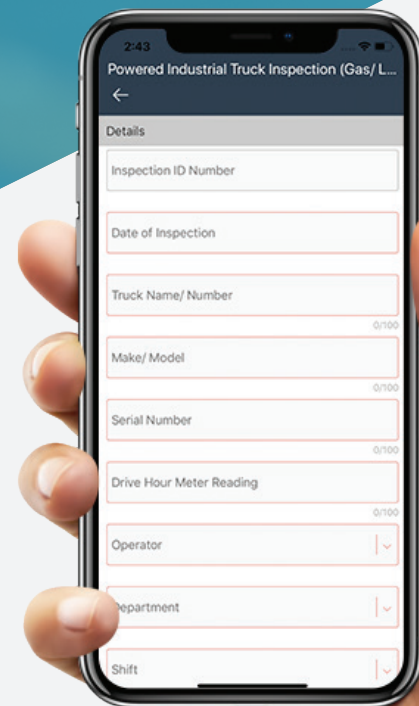 2:43
Powered Industrial Truck Inspection (Gas/ L...
Details
Inspection ID Number
Date of Inspection
Truck Name/ Number
0/100
Make/ Model
0/100
Serial Number
0/100
Drive Hour Meter Reading
0/100
Operator
Department
Shift